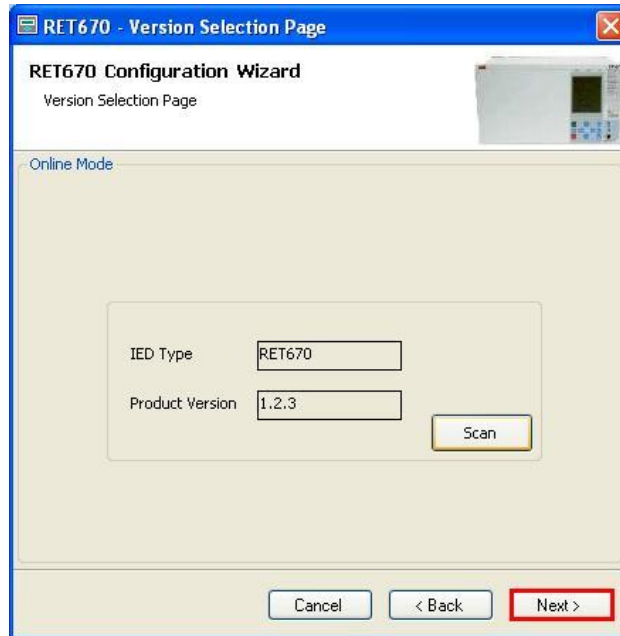 RET670 - Version Selection Page
RET670 Configuration Wizard
Version Selection Page
Online Mode
IED Type RET670
Product Version 1.2.3
Scan
Cancel < Back Next >